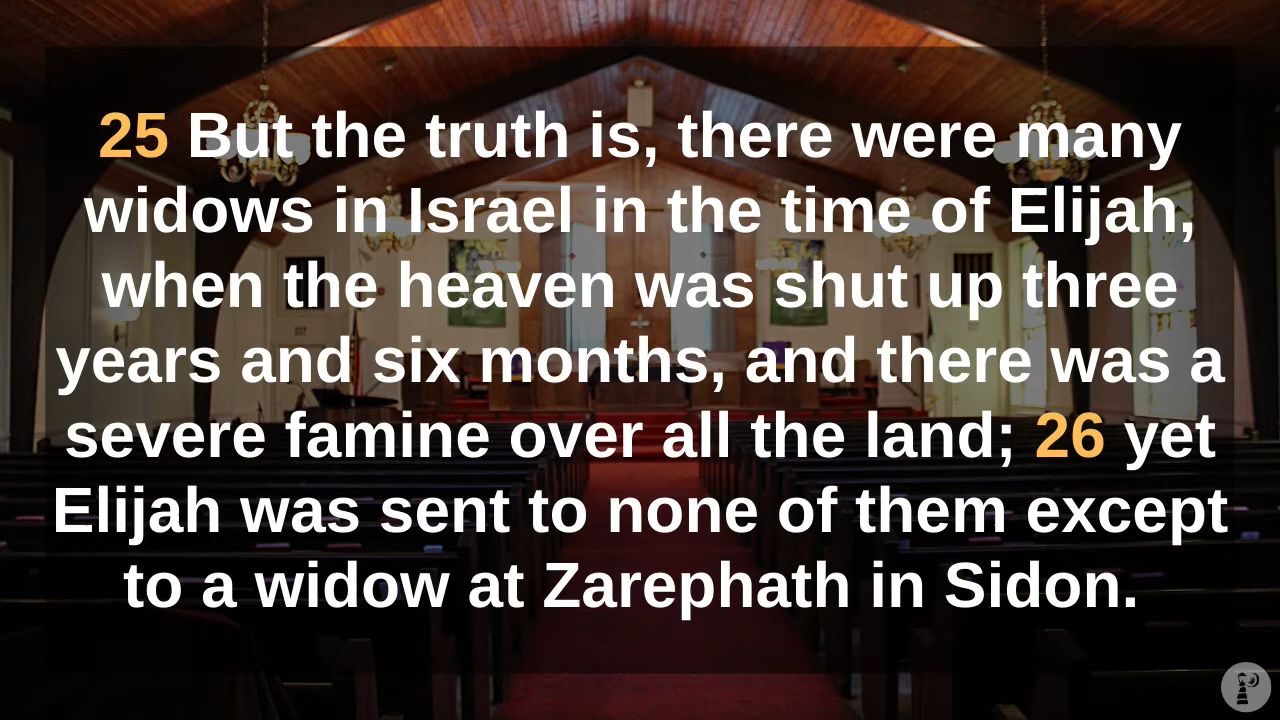 25 But the truth is, there were many
widows in Israel in the time of Elijah,
when the heaven was shut up three
years and six months, and there was a
severe famine over all the land; 26 yet
Elijah was sent to none of them except
to a widow at Zarephath in Sidon.